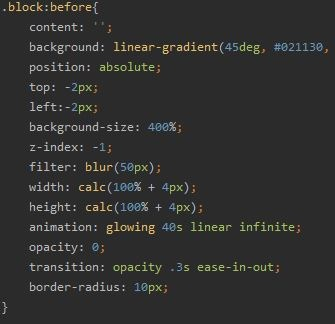 .block:before{
content: '';
background: linear-gradient(45deg, #021130,
position: absolute;
top: -2px;
left:-2px;
background-size: 400%;
z-index: -1;
filter: blur(50px);
width: calc(100% + 4px);
height: calc(100% + 4px);
animation: glowing 40s linear infinite;
opacity: 0;
transition: opacity .3s ease-in-out;
border-radius: 10px;
}